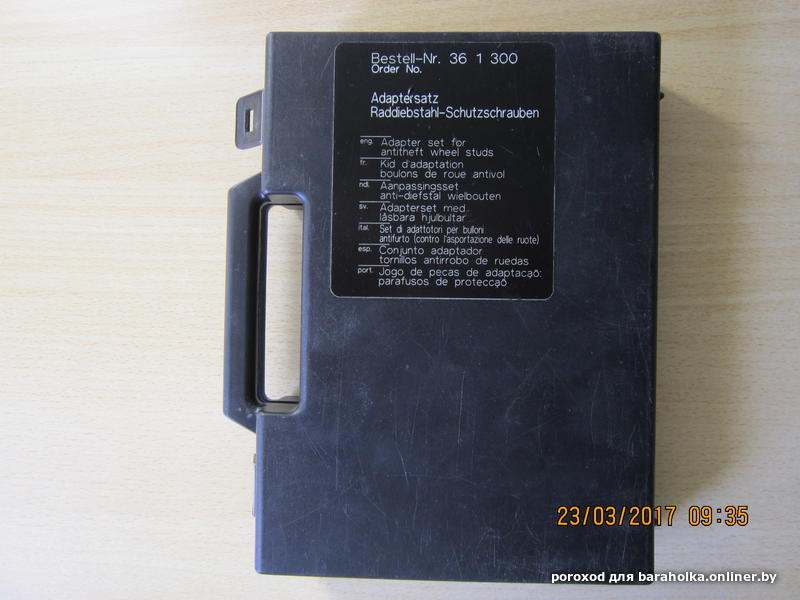 Bestell-Nr. 36 1 300
Order No.
Adaptersatz
Raddiebstahl-Schutzschrauben
eng. Adapter set for
antitheft wheel studs
fr. Kid d'adaptation
boulons de roue antivol
ndl. Aanpassingsset
anti-diefstal wielbouten
sv. Adapterset med
låsbara hjulbultar
ital. Set di adattotori per bulloni
antifurto (contro l'asportazione delle ruote)
esp. Conjunto adaptador
tornillos antirrobo de ruedas
port. Jogo de pecas de adaptacaõ:
parafusos de protecçaõ
23/03/2017 09:35
poroxod для baraholka.onliner.by